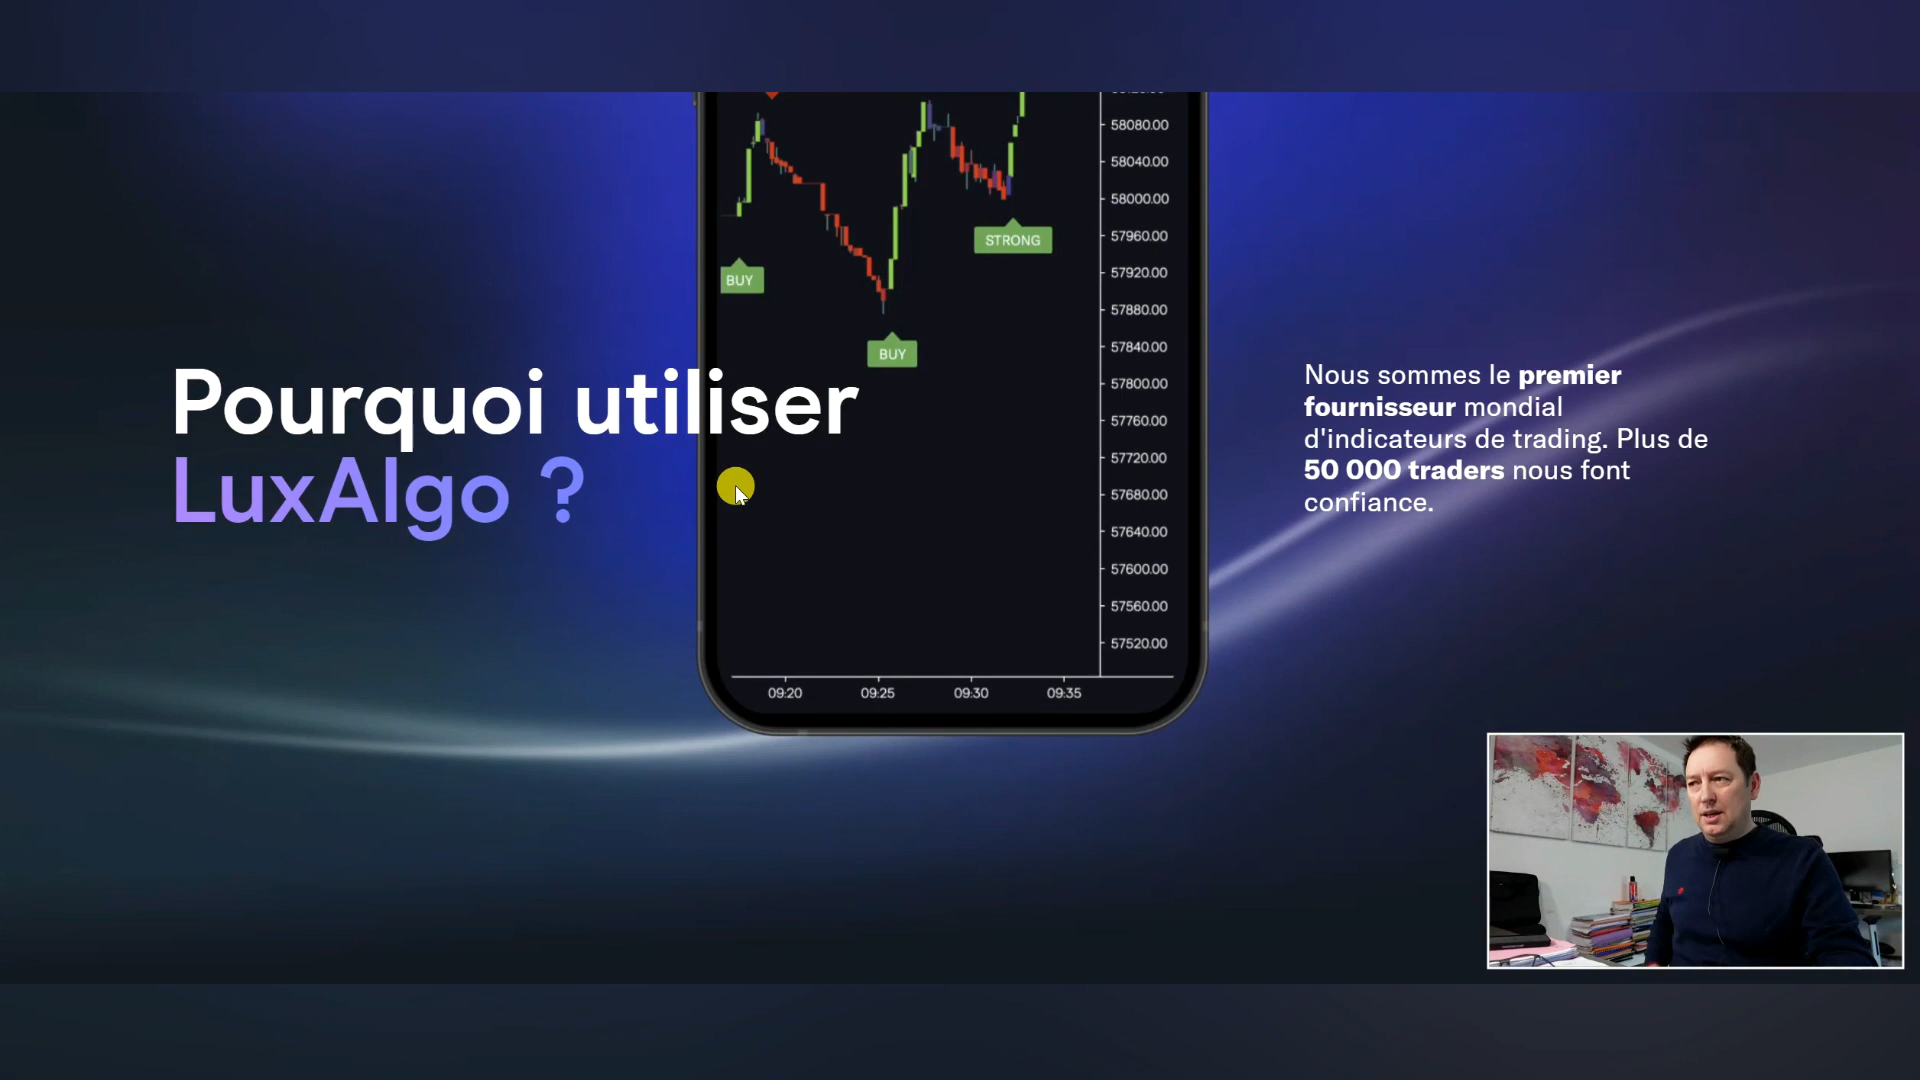 58080.00
58040.00
58000.00
57960.00
STRONG
57920.00
BUY
57880.00
57840.00
BUY
57800.00
57760.00
57720.00
57680.00
57640.00
57600.00
57560.00
57520.00
09:20 09:25 09:30 09:35
Pourquoi utiliser
LuxAlgo ?
Nous sommes le premier
fournisseur mondial
d'indicateurs de trading. Plus de
50 000 traders nous font
confiance.